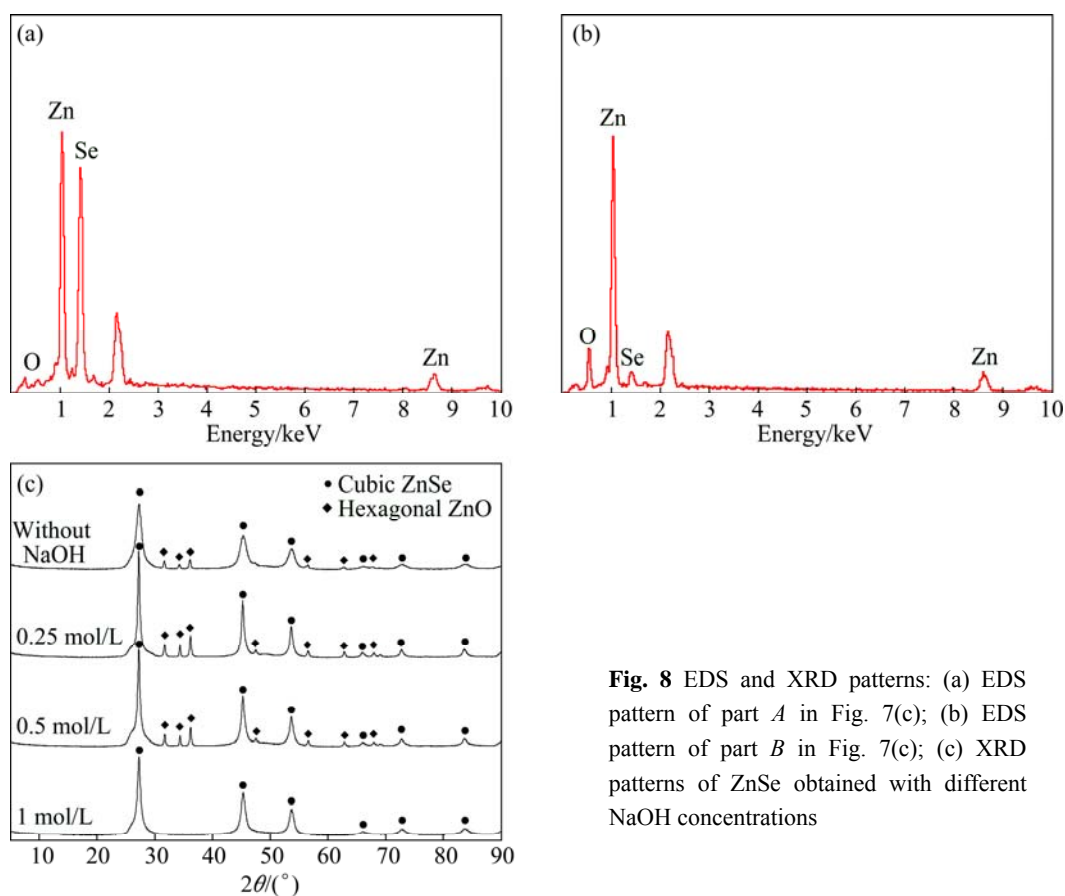 (a)
Zn
Se
O
Zn
1 2 3 4 5 6 7 8 9 10
Energy/keV
(b)
Zn
O
Se
Zn
1 2 3 4 5 6 7 8 9 10
Energy/keV
(c)
• Cubic ZnSe
◆ Hexagonal ZnO
Without
NaOH
0.25 mol/L
0.5 mol/L
1 mol/L
10 20 30 40 50 60 70 80 90
2θ/(°)
Fig. 8 EDS and XRD patterns: (a) EDS
pattern of part A in Fig. 7(c); (b) EDS
pattern of part B in Fig. 7(c); (c) XRD
patterns of ZnSe obtained with different
NaOH concentrations